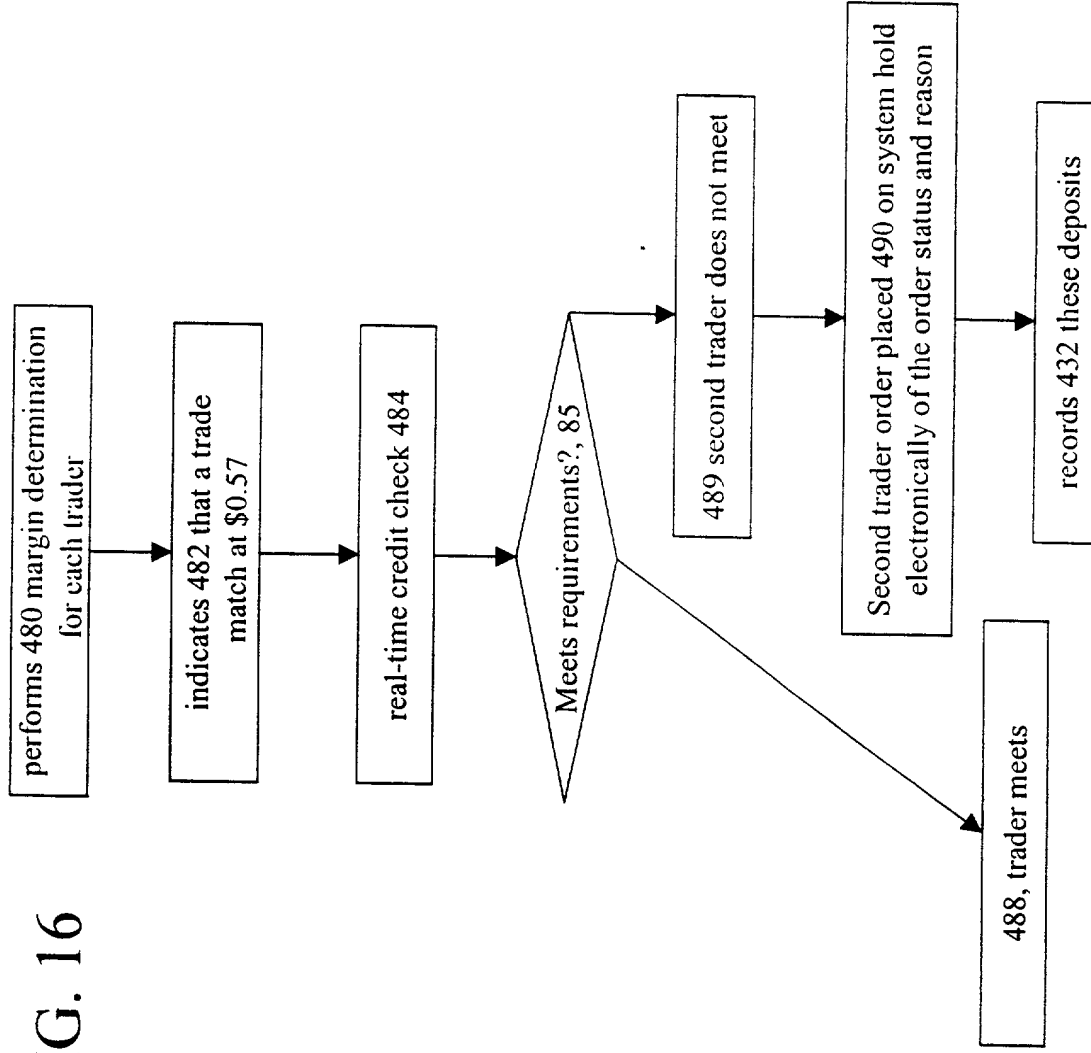 G. 16
performs 480 margin determination
for each trader
indicates 482 that a trade
match at $0.57
real-time credit check 484
Meets requirements?, 85
489 second trader does not meet
Second trader order placed 490 on system hold
electronically of the order status and reason
records 432 these deposits
488, trader meets